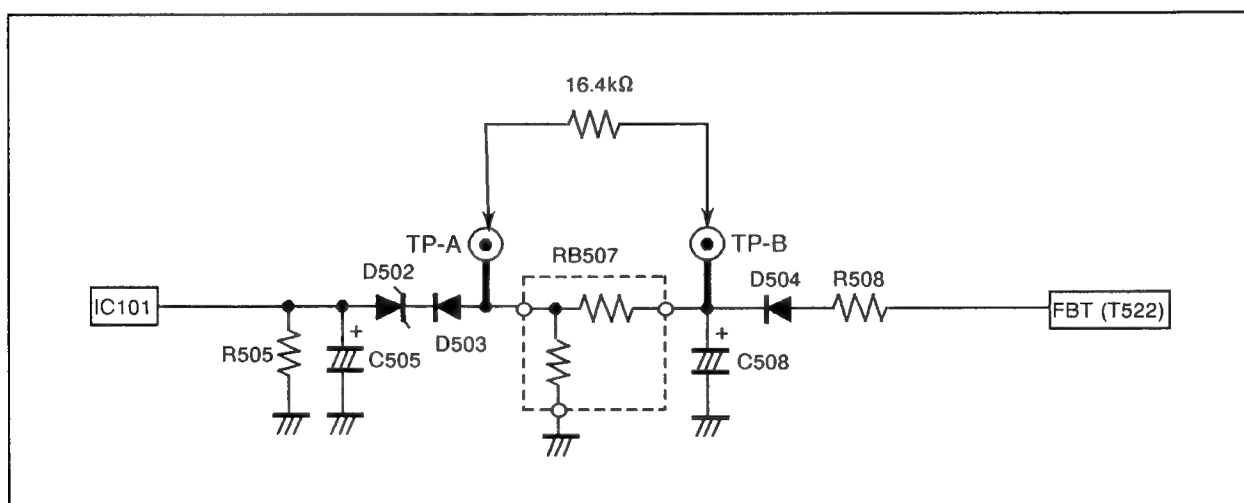 16.4kΩ
TP-A
TP-B
RB507
D502
D504
R508
IC101
FBT (T522)
+
+
D503
R505
C505
C508